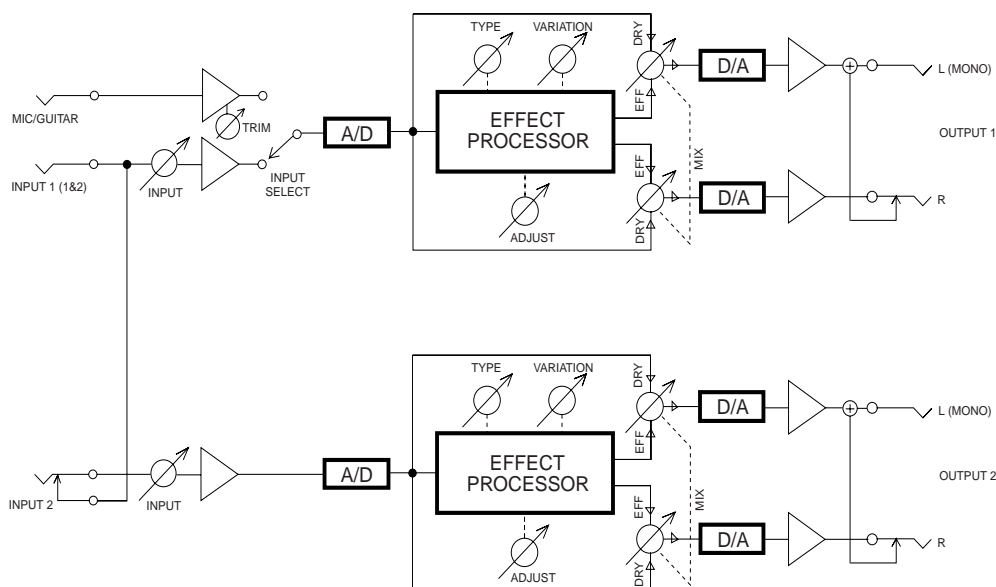 TYPE
VARIATION
DRY
D/A
L (MONO)
MIC/GUITAR
TRIM
EFF
EFFECT
PROCESSOR
A/D
OUTPUT 1
MIX
INPUT 1 (1&2)
INPUT
INPUT
SELECT
EFF
D/A
R
ADJUST
DRY
TYPE
VARIATION
DRY
D/A
L (MONO)
EFF
EFFECT
PROCESSOR
A/D
OUTPUT 2
MIX
INPUT 2
INPUT
EFF
D/A
R
ADJUST
DRY